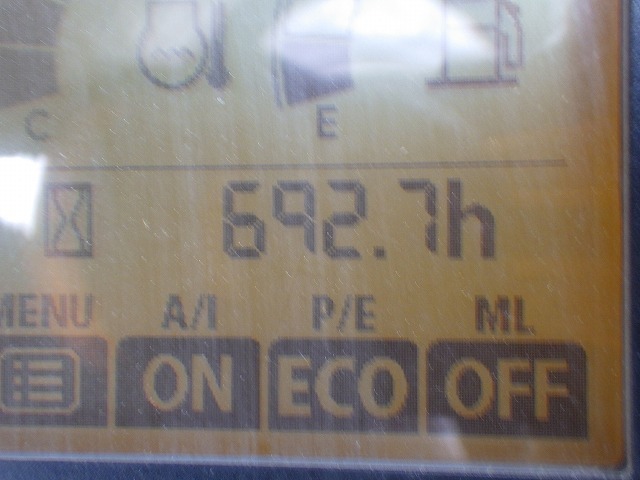 C E
692.7h
MENU A/I P/E ML
ON ECO OFF